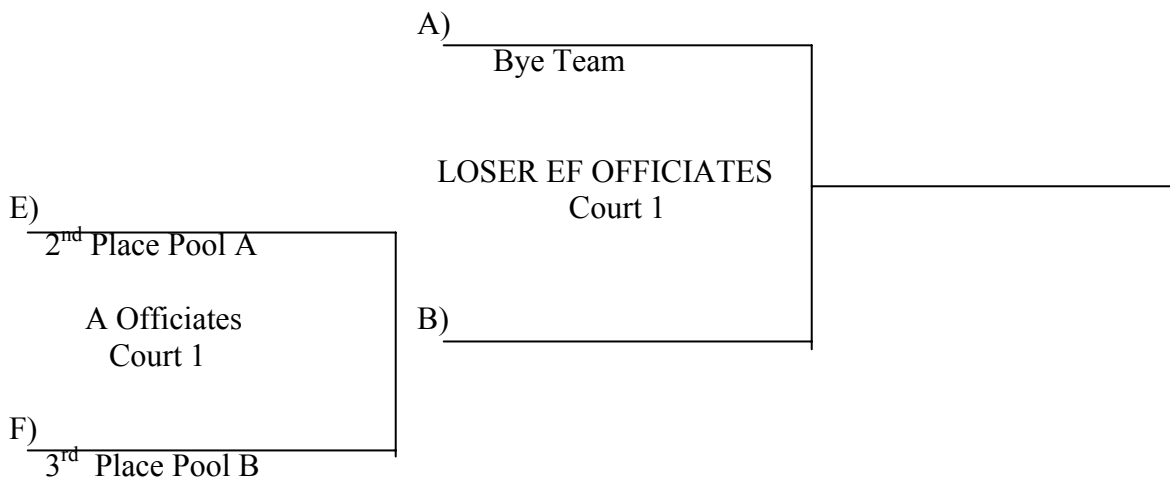 A)
Bye Team
LOSER EF OFFICIATES
Court 1
E)
2nd Place Pool A
A Officiates
Court 1
B)
F)
3rd Place Pool B